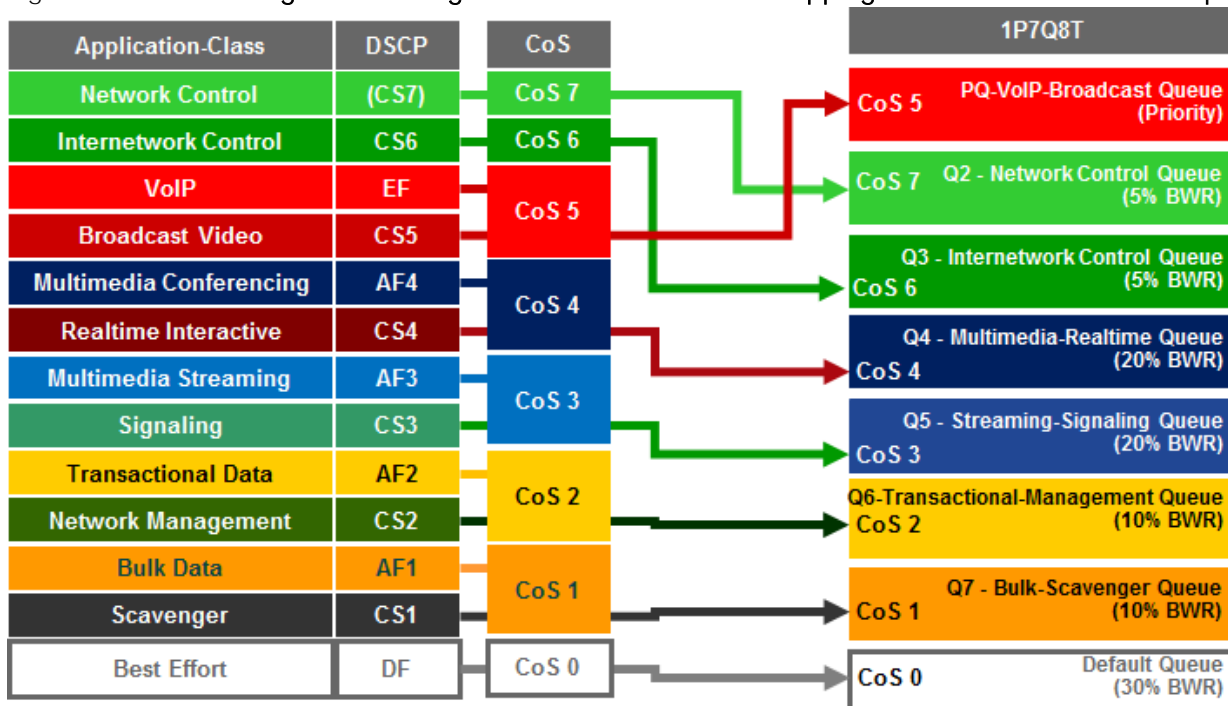 Application-Class DSCP CoS 1P7Q8T
Network Control (CS7) CoS 7
Internetwork Control CS6 CoS 6
VoIP EF CoS 5
Broadcast Video CS5
Multimedia Conferencing AF4 CoS 4
Realtime Interactive CS4
Multimedia Streaming AF3 CoS 3
Signaling CS3
Transactional Data AF2 CoS 2
Network Management CS2
Bulk Data AF1 CoS 1
Scavenger CS1
Best Effort DF CoS 0
CoS 5 PQ-VoIP-Broadcast Queue
(Priority)
CoS 7 Q2 - Network Control Queue
(5% BWR)
Q3 - Internetwork Control Queue
CoS 6 (5% BWR)
Q4 - Multimedia-Realtime Queue
CoS 4 (20% BWR)
Q5 - Streaming-Signaling Queue
CoS 3 (20% BWR)
Q6-Transactional-Management Queue
CoS 2 (10% BWR)
Q7 - Bulk-Scavenger Queue
CoS 1 (10% BWR)
Default Queue
CoS 0 (30% BWR)